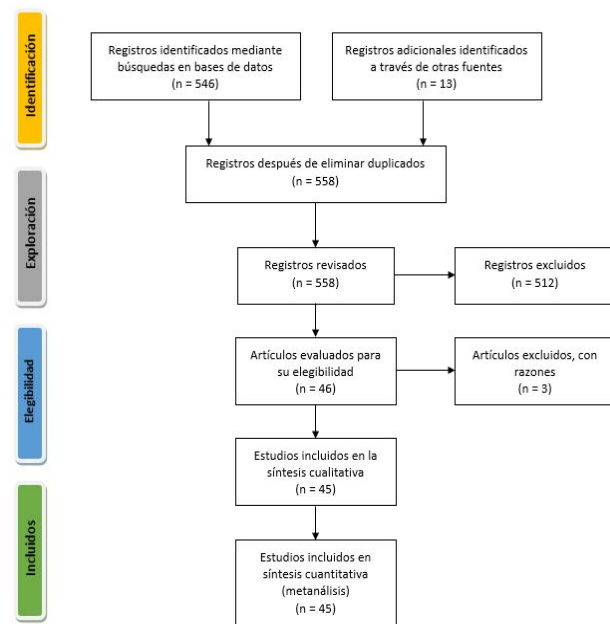 Identificación
Registros identificados mediante
búsquedas en bases de datos
(n = 546)
Registros adicionales identificados
a través de otras fuentes
(n = 13)
Registros después de eliminar duplicados
(n = 558)
Exploración
Registros revisados
(n = 558)
Registros excluidos
(n = 512)
Elegibilidad
Artículos evaluados para
su elegibilidad
(n = 46)
Artículos excluidos, con
razones
(n = 3)
Estudios incluidos en la
síntesis cualitativa
(n = 45)
Incluidos
Estudios incluidos en
síntesis cuantitativa
(metanálisis)
(n = 45)